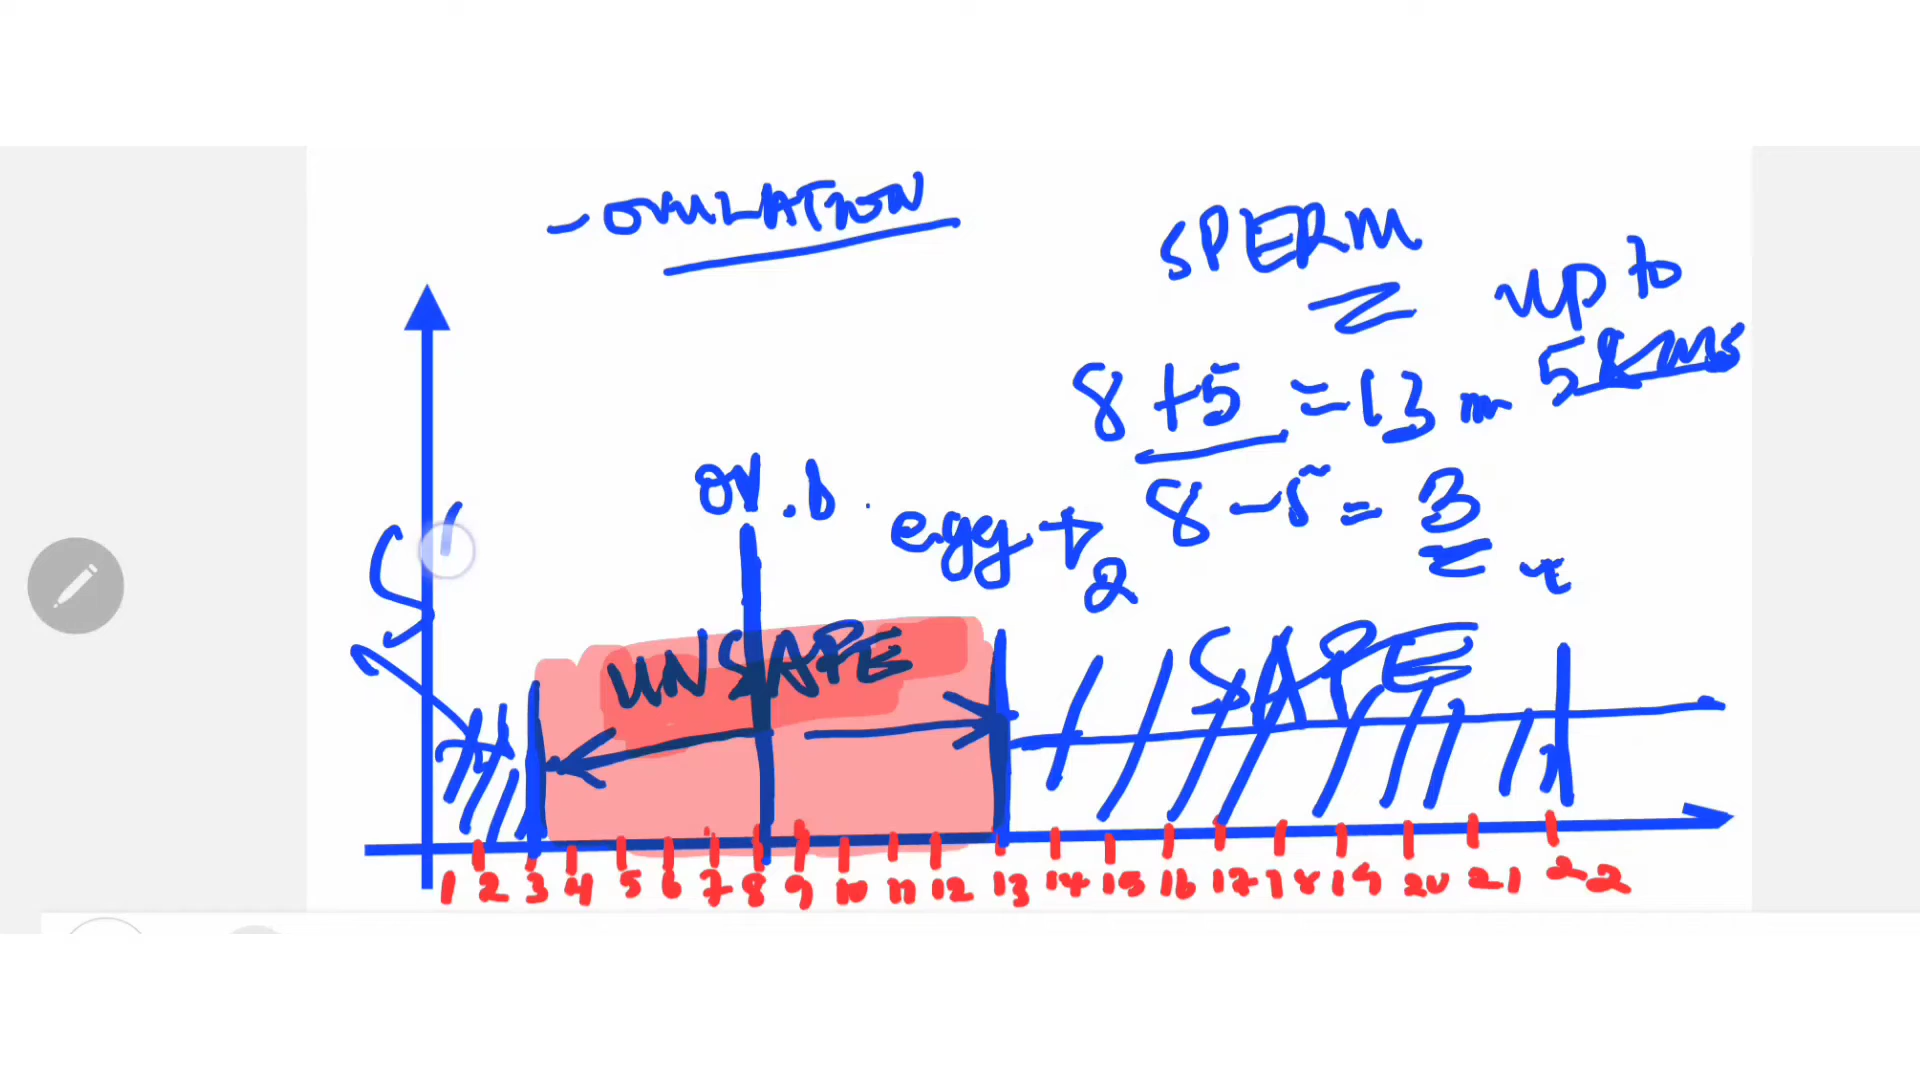 - OVULATION
SPERM
up to
5
8 + 5 = 13
8 - 5 = 3
OV.D
egg → 2
UNSAFE
SAFE
1 2 3 4 5 6 7 8 9 10 11 12 13 14 15 16 17 18 19 20 21 22